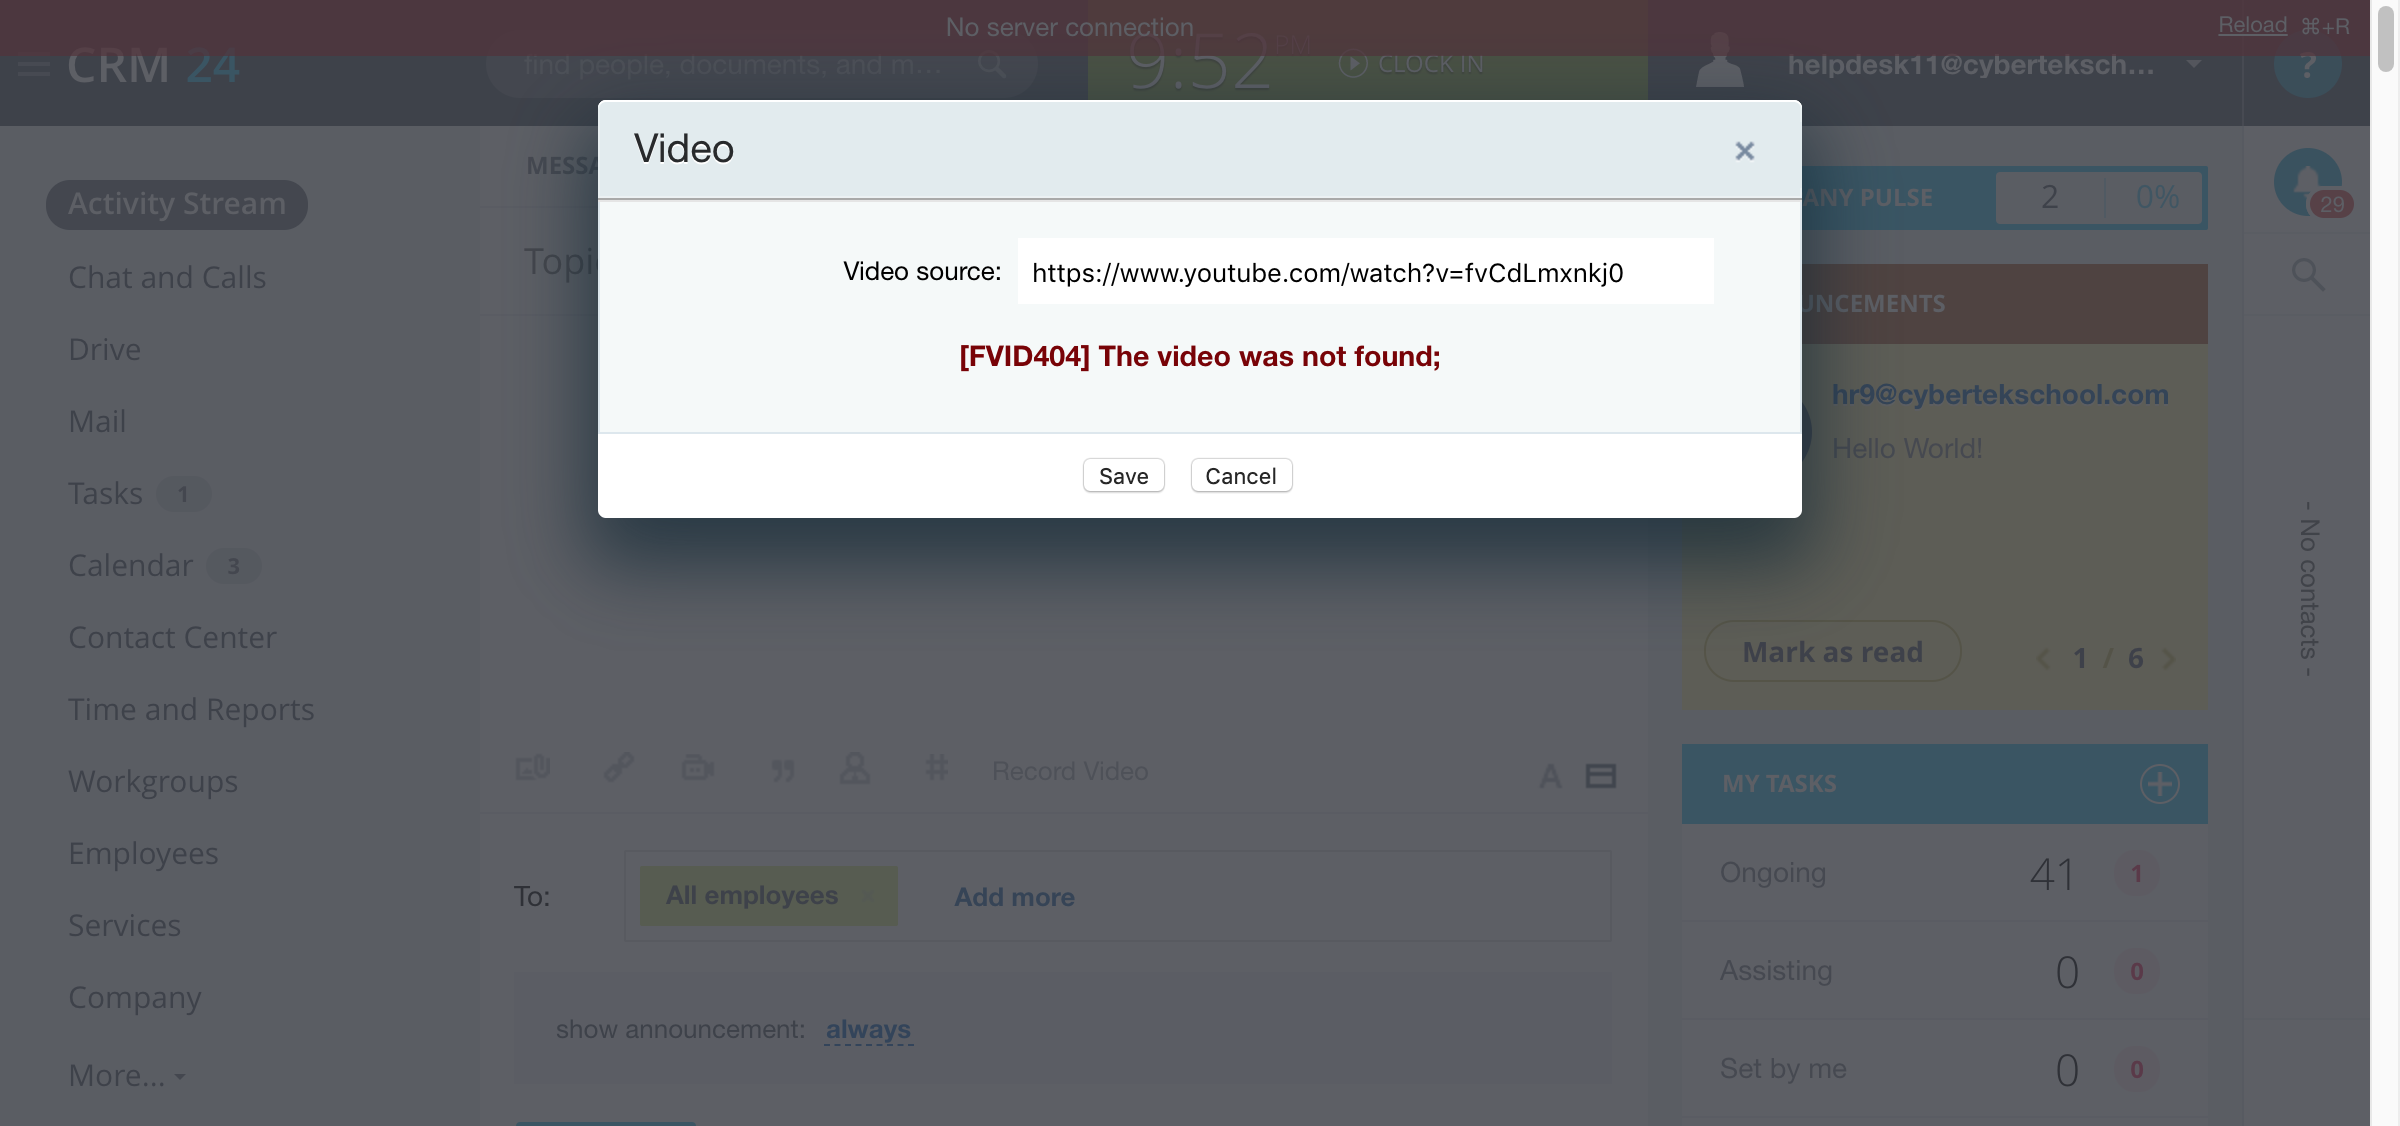 No server connection
Reload ⌘+R
CRM 24
find people, documents, and m...
9:52 PM
CLOCK IN
helpdesk11@cyberteksch...
?
Video
×
Video source: https://www.youtube.com/watch?v=fvCdLmxnkj0
[FVID404] The video was not found;
Save Cancel
Activity Stream
Chat and Calls
Drive
Mail
Tasks 1
Calendar 3
Contact Center
Time and Reports
Workgroups
Employees
Services
Company
More...
MESSA
Topi
Record Video
A
To: All employees Add more
show announcement: always
ANY PULSE 2 0%
UNCEMENTS
hr9@cybertekschool.com
Hello World!
Mark as read
1 / 6
MY TASKS
Ongoing 41 1
Assisting 0 0
Set by me 0 0
29
- No contacts -